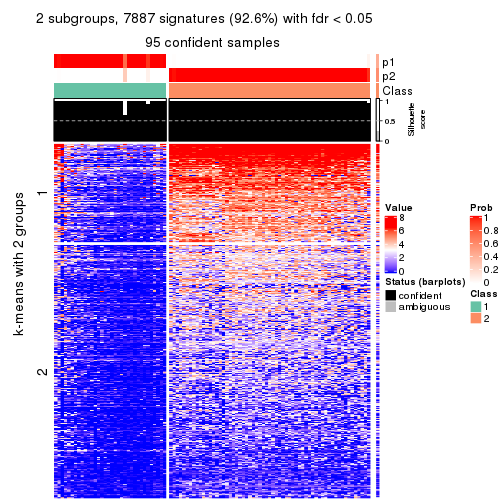 2 subgroups, 7887 signatures (92.6%) with fdr < 0.05
95 confident samples
p1
p2
Class
1
0.5
0
Silhouette
score
k-means with 2 groups
1
2
Value
8
6
4
2
0
Status (barplots)
confident
ambiguous
Prob
1
0.8
0.6
0.4
0.2
0
Class
1
2